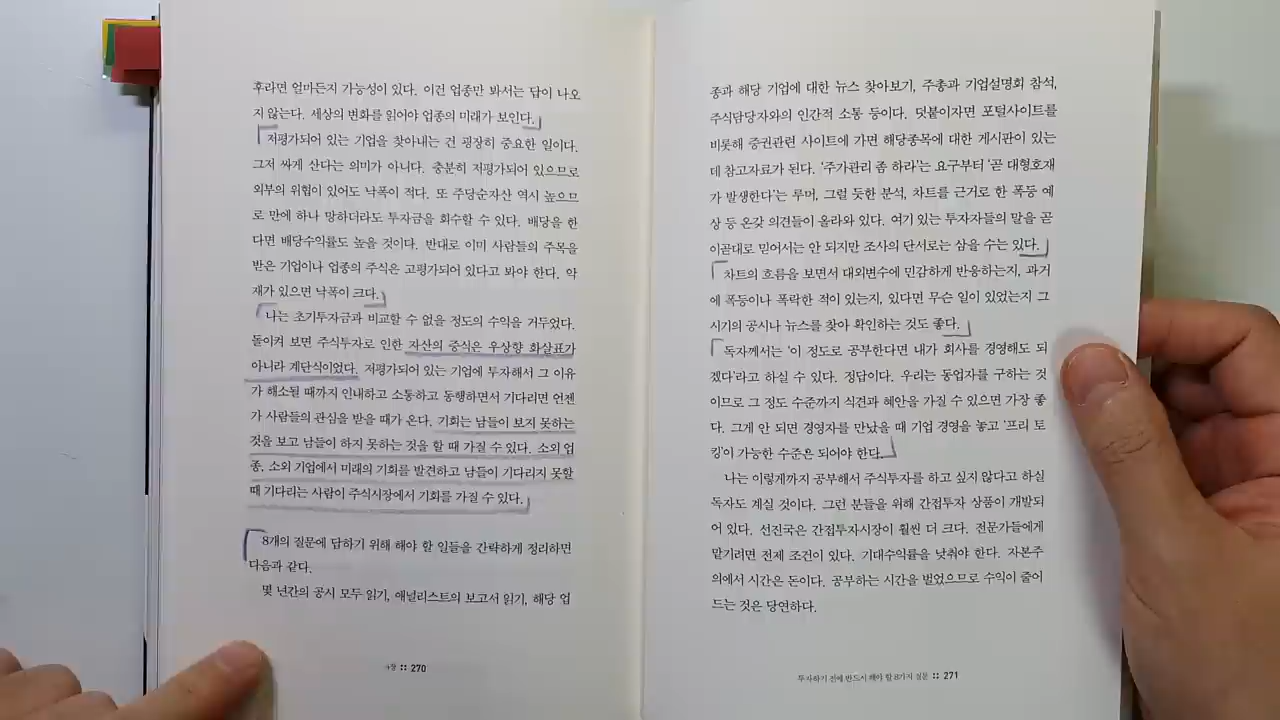 후라면 얼마든지 가능성이 있다. 이건 업종만 봐서는 답이 나오
지 않는다. 세상의 변화를 읽어야 업종의 미래가 보인다.
저평가되어 있는 기업을 찾아내는 건 굉장히 중요한 일이다.
그저 싸게 산다는 의미가 아니다. 충분히 저평가되어 있으므로
외부의 위협이 있어도 낙폭이 적다. 또 주당순자산 역시 높으므
로 만에 하나 망하더라도 투자금을 회수할 수 있다. 배당을 한
다면 배당수익률도 높을 것이다. 반대로 이미 사람들의 주목을
받은 기업이나 업종의 주식은 고평가되어 있다고 봐야 한다. 악
재가 있으면 낙폭이 크다.
나는 초기투자금과 비교할 수 없을 정도의 수익을 거두었다.
돌이켜 보면 주식투자로 인한 자산의 증식은 우상향 화살표가
아니라 계단식이었다. 저평가되어 있는 기업에 투자해서 그 이유
가 해소될 때까지 인내하고 소통하고 동행하면서 기다리면 언젠
가 사람들의 관심을 받을 때가 온다. 기회는 남들이 보지 못하는
것을 보고 남들이 하지 못하는 것을 할 때 가질 수 있다. 소외 업
종, 소외 기업에서 미래의 기회를 발견하고 남들이 기다리지 못할
때 기다리는 사람이 주식시장에서 기회를 가질 수 있다.
8개의 질문에 답하기 위해 해야 할 일들을 간략하게 정리하면
다음과 같다.
몇 년간의 공시 모두 읽기, 애널리스트의 보고서 읽기, 해당 업
4장 :: 270
종과 해당 기업에 대한 뉴스 찾아보기, 주총과 기업설명회 참석,
주식담당자와의 인간적 소통 등이다. 덧붙이자면 포털사이트를
비롯해 증권관련 사이트에 가면 해당종목에 대한 게시판이 있는
데 참고자료가 된다. '주가관리 좀 하라'는 요구부터 '곧 대형호재
가 발생한다'는 루머, 그럴 듯한 분석, 차트를 근거로 한 폭등 예
상 등 온갖 의견들이 올라와 있다. 여기 있는 투자자들의 말을 곧
이곧대로 믿어서는 안 되지만 조사의 단서로는 삼을 수는 있다.
차트의 흐름을 보면서 대외변수에 민감하게 반응하는지, 과거
에 폭등이나 폭락한 적이 있는지, 있다면 무슨 일이 있었는지 그
시기의 공시나 뉴스를 찾아 확인하는 것도 좋다.
독자께서는 '이 정도로 공부한다면 내가 회사를 경영해도 되
겠다'라고 하실 수 있다. 정답이다. 우리는 동업자를 구하는 것
이므로 그 정도 수준까지 식견과 혜안을 가질 수 있으면 가장 좋
다. 그게 안 되면 경영자를 만났을 때 기업 경영을 놓고 '프리 토
킹'이 가능한 수준은 되어야 한다.
나는 이렇게까지 공부해서 주식투자를 하고 싶지 않다고 하실
독자도 계실 것이다. 그런 분들을 위해 간접투자 상품이 개발되
어 있다. 선진국은 간접투자시장이 훨씬 더 크다. 전문가들에게
맡기려면 전제 조건이 있다. 기대수익률을 낮춰야 한다. 자본주
의에서 시간은 돈이다. 공부하는 시간을 벌었으므로 수익이 줄어
드는 것은 당연하다.
투자하기 전에 반드시 해야 할 8가지 질문 :: 271